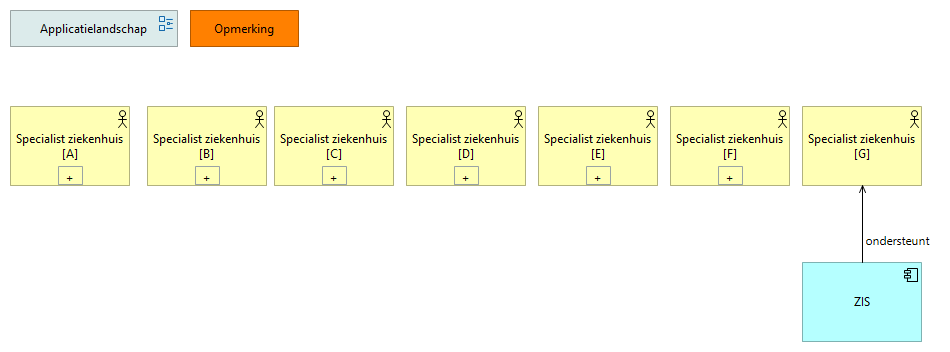 Applicatielandschap
Opmerking
Specialist ziekenhuis
[A]
+
Specialist ziekenhuis
[B]
+
Specialist ziekenhuis
[C]
+
Specialist ziekenhuis
[D]
+
Specialist ziekenhuis
[E]
+
Specialist ziekenhuis
[F]
+
Specialist ziekenhuis
[G]
ondersteunt
ZIS